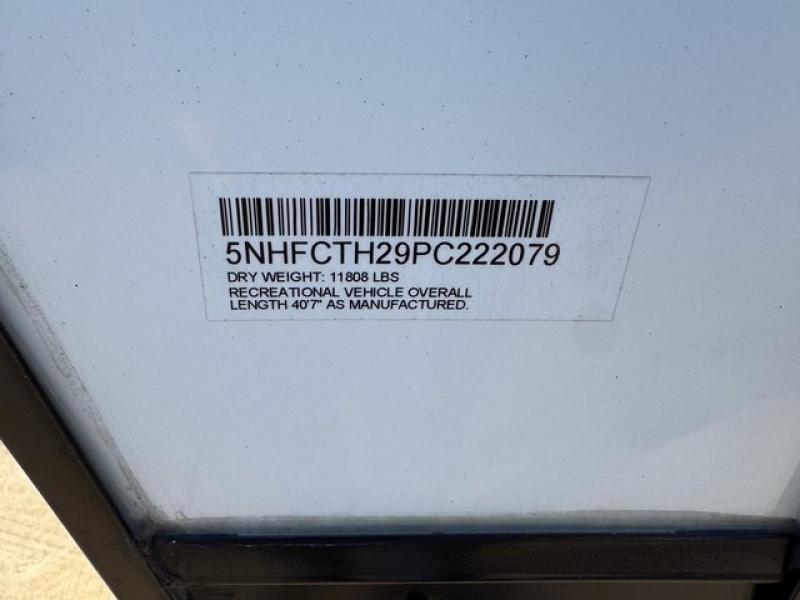 5NHFCTH29PC222079
DRY WEIGHT: 11808 LBS
RECREATIONAL VEHICLE OVERALL
LENGTH 40'7" AS MANUFACTURED.